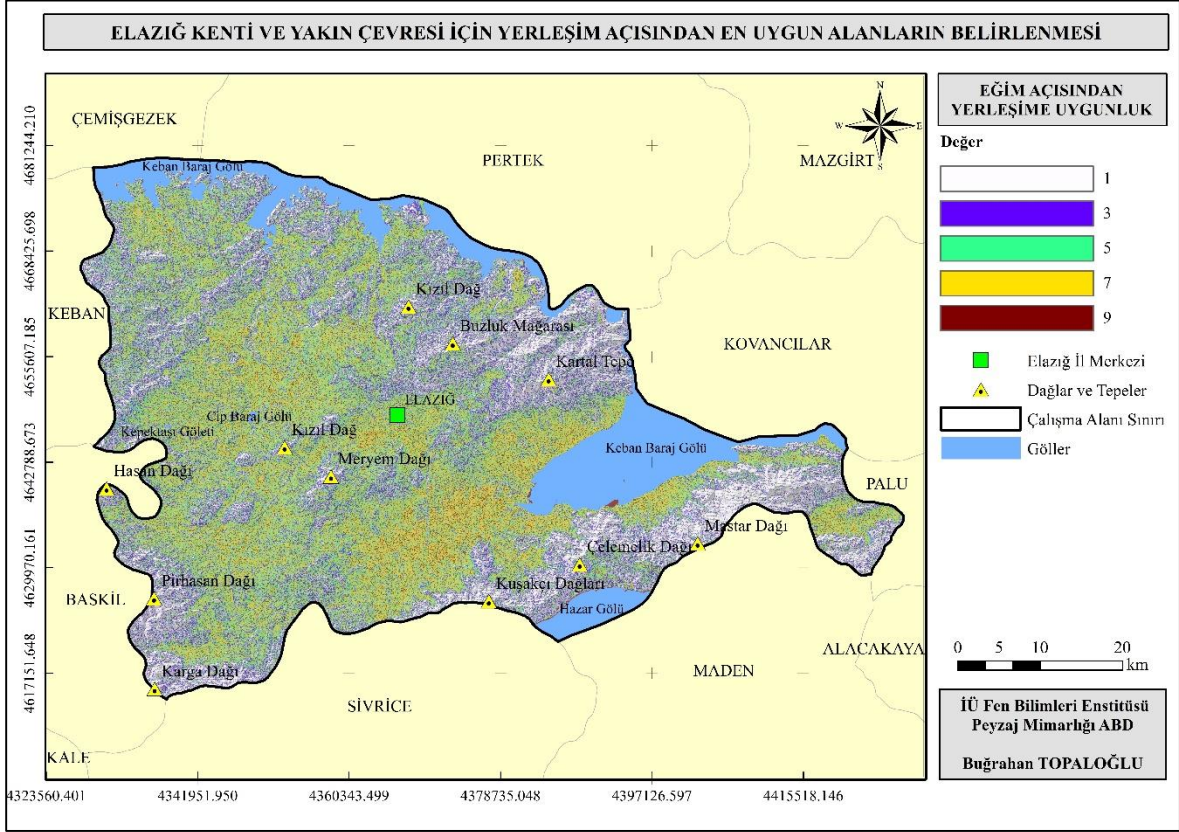 ELAZIĞ KENTİ VE YAKIN ÇEVRESİ İÇİN YERLEŞİM AÇISINDAN EN UYGUN ALANLARIN BELİRLENMESİ
ÇEMİŞGEZEK
PERTEK
MAZGİRT
N
W
E
S
Keban Baraj Gölü
KEBAN
Kızıl Dağ
Buzluk Mağarası
KOVANCILAR
Kartal Tepe
ELAZIĞ
Cip Baraj Gölü
Kepektaşı Göleti
Kızıl Dağ
Keban Baraj Gölü
Hasan Dağı
Meryem Dağı
PALU
Mastar Dağı
Çelemelik Dağı
Pirhasan Dağı
Kuşakcı Dağları
BASKİL
Hazar Gölü
ALACAKAYA
Karga Dağı
MADEN
SİVRİCE
KALE
4681244.210
4668425.698
4655607.185
4642788.673
4629970.161
4617151.648
4323560.401
4341951.950
4360343.499
4378735.048
4397126.597
4415518.146
EĞİM AÇISINDAN
YERLEŞİME UYGUNLUK
Değer
1
3
5
7
9
Elazığ İl Merkezi
Dağlar ve Tepeler
Çalışma Alanı Sınırı
Göller
0 5 10 20
km
İÜ Fen Bilimleri Enstitüsü
Peyzaj Mimarlığı ABD
Buğrahan TOPALOĞLU